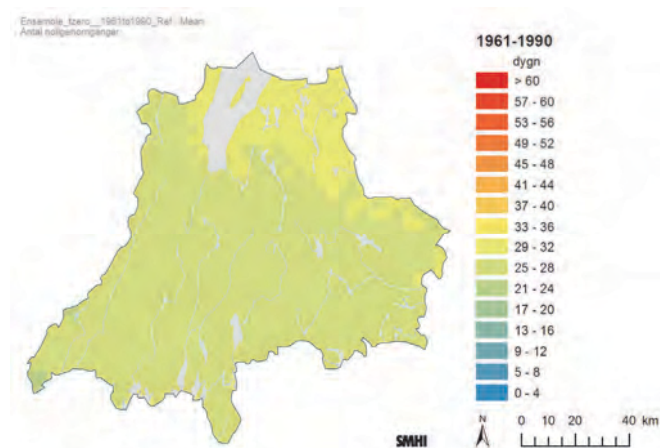 Ensemble_tzero__1961to1990_Ref : Mean
Antal nollgenomgångar
1961-1990
dygn
> 60
57 - 60
53 - 56
49 - 52
45 - 48
41 - 44
37 - 40
33 - 36
29 - 32
25 - 28
21 - 24
17 - 20
13 - 16
9 - 12
5 - 8
0 - 4
SMHI
N
0 10 20 40 km